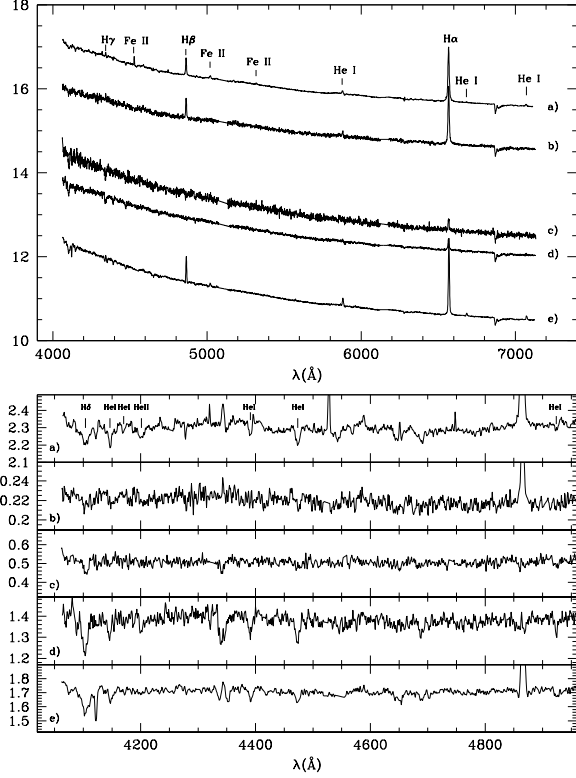 18
16
14
12
10
Hγ Fe II Hβ Fe II Fe II He I Hα He I He I
a)
b)
c)
d)
e)
4000 5000 6000 7000
λ(Å)
Hδ HeI HeI HeII HeI HeI HeI
2.4
2.3
2.2
2.1
a)
0.24
0.22
0.2
b)
0.6
0.5
0.4
c)
1.4
1.3
1.2
d)
1.8
1.7
1.6
1.5
e)
4200 4400 4600 4800
λ(Å)